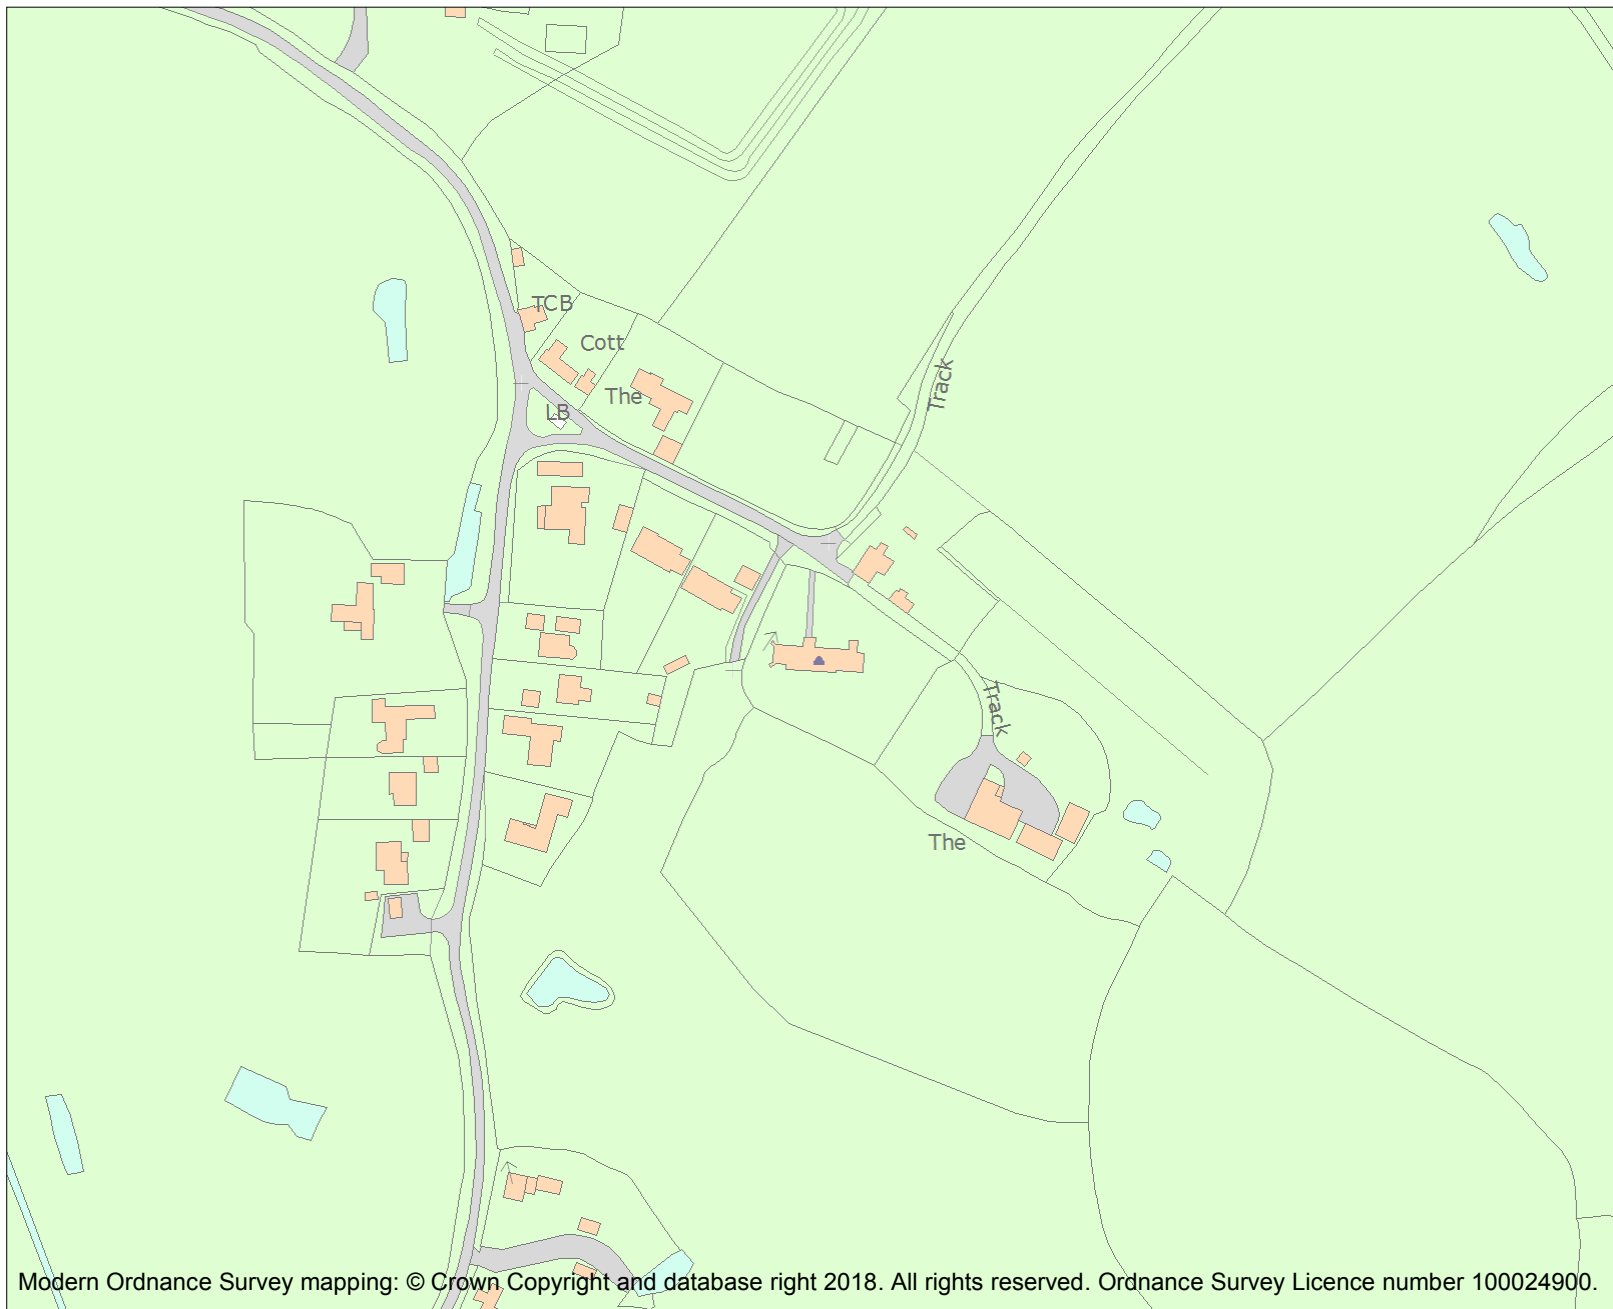 TCB
Cott
The
LB
Track
Track
The
Modern Ordnance Survey mapping: © Crown Copyright and database right 2018. All rights reserved. Ordnance Survey Licence number 100024900.